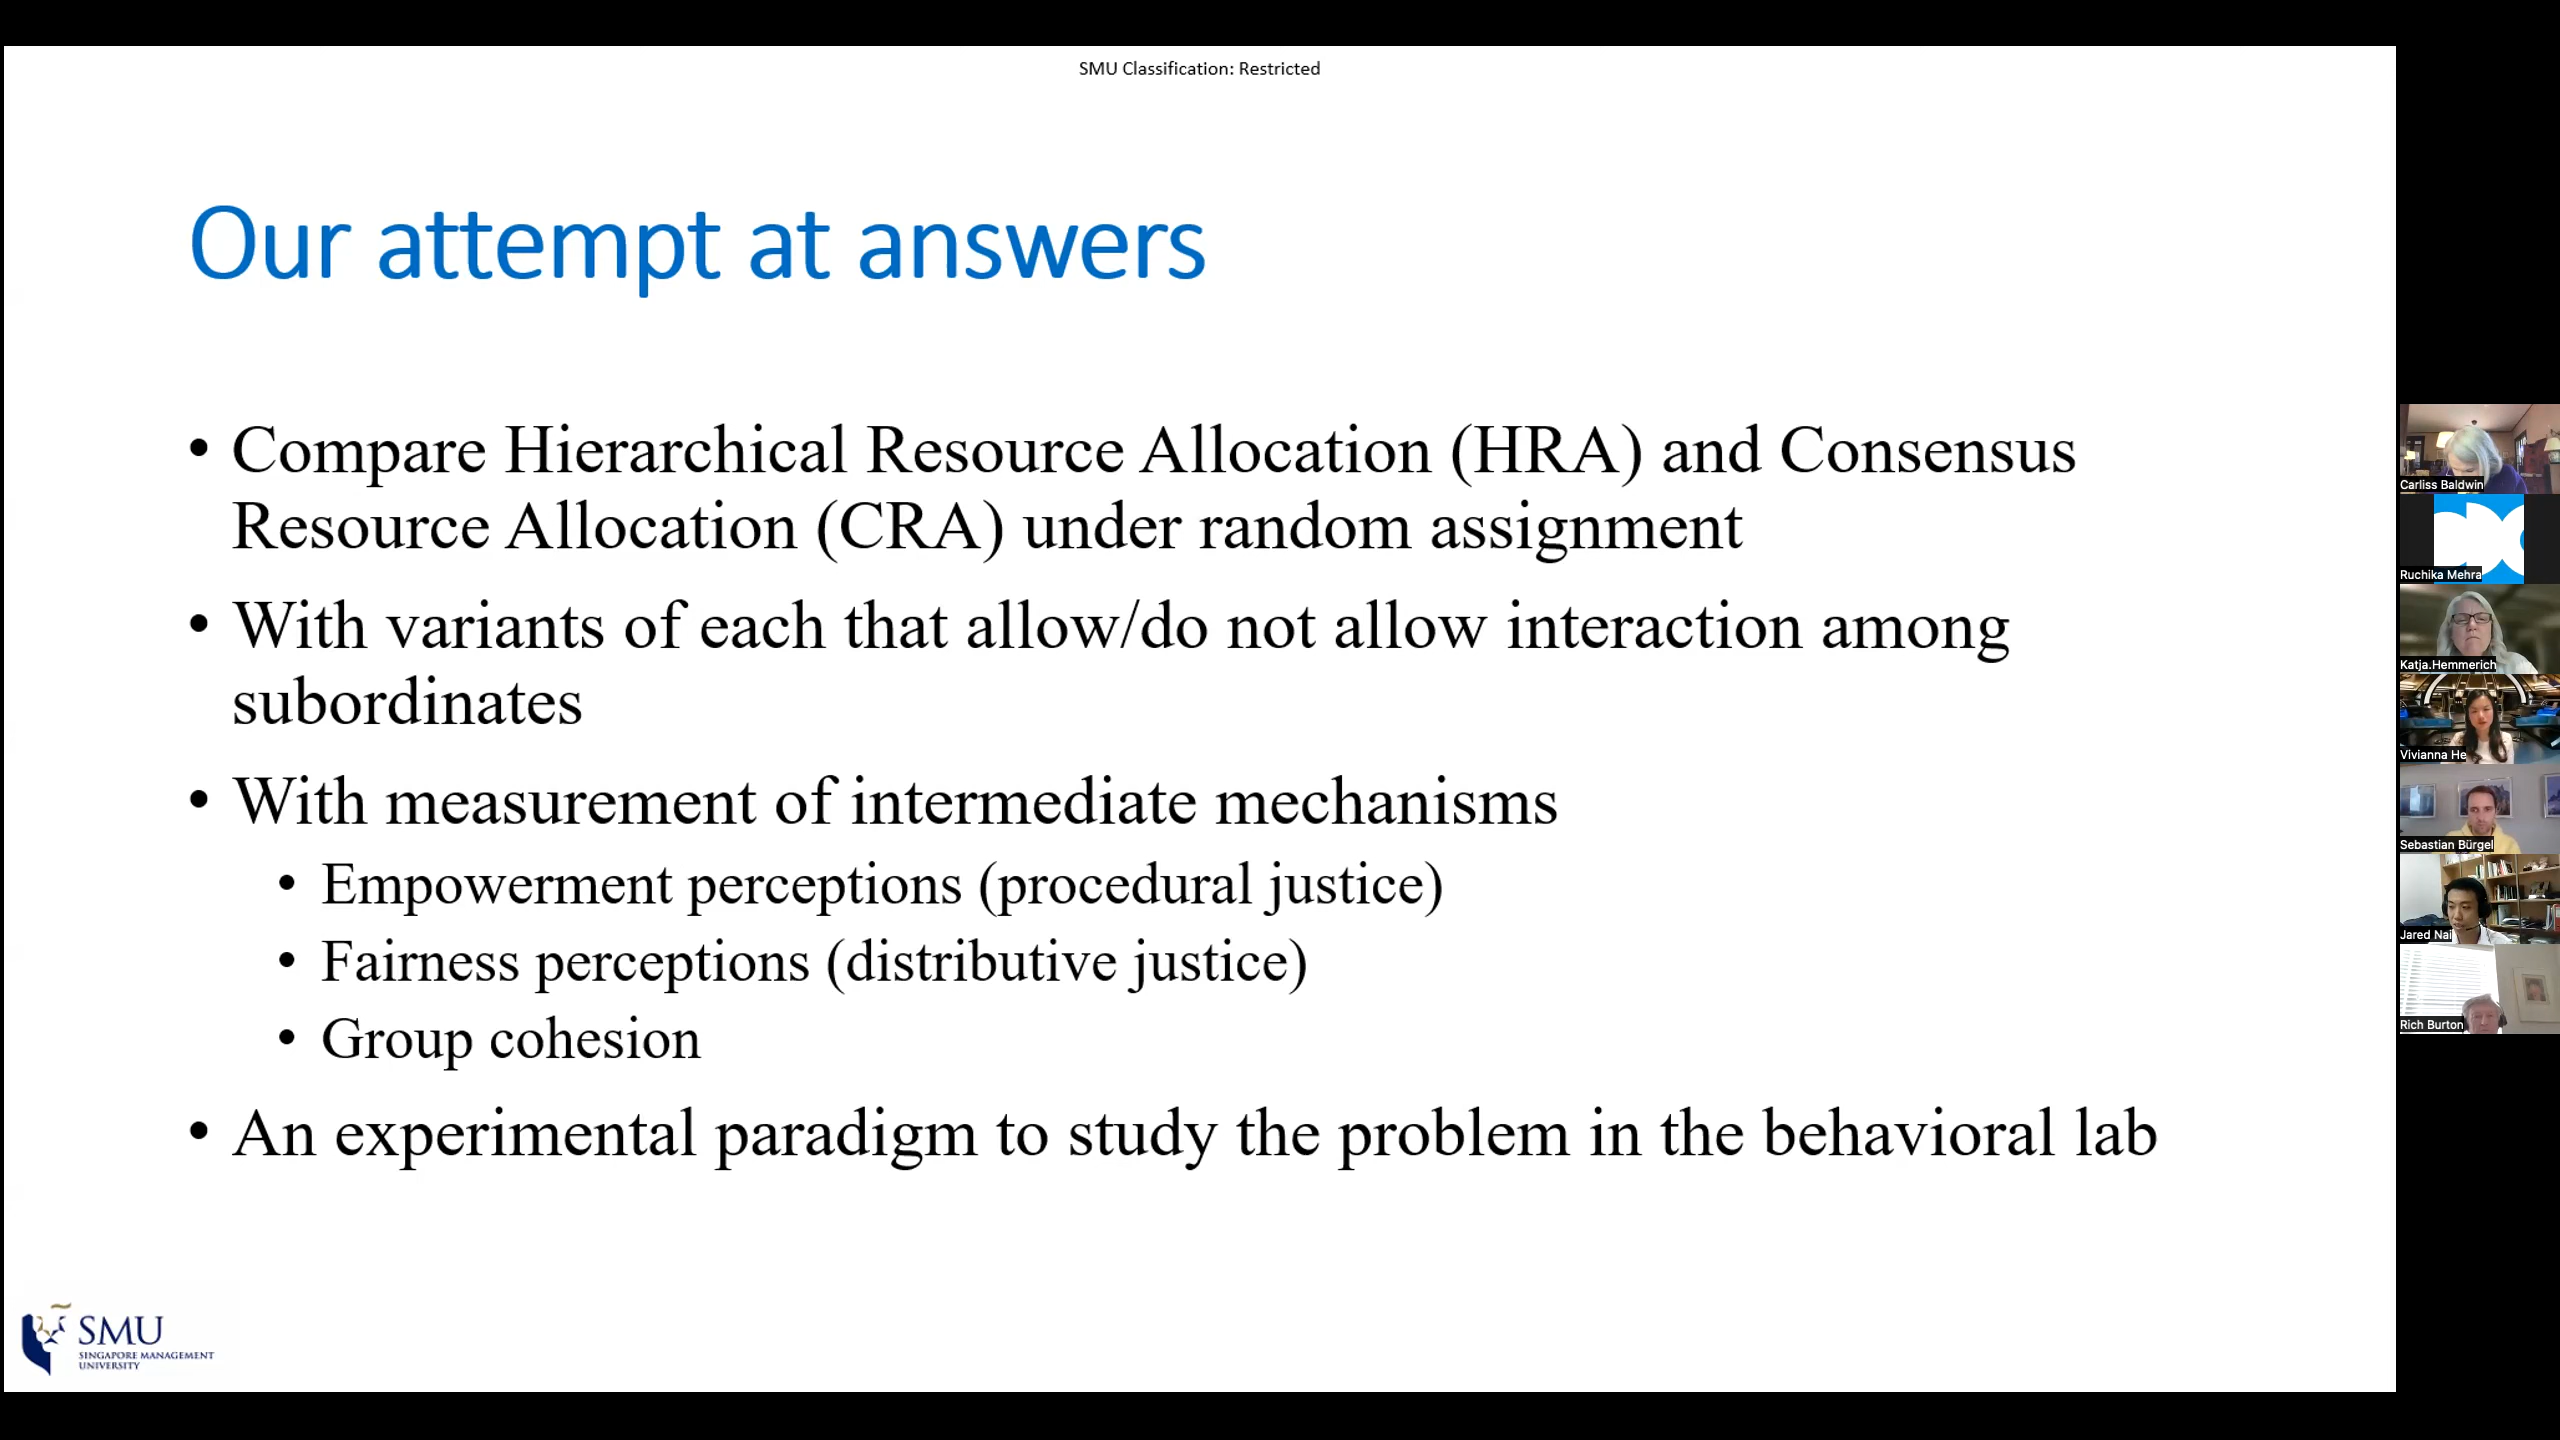 SMU Classification: Restricted
Our attempt at answers
• Compare Hierarchical Resource Allocation (HRA) and Consensus
Resource Allocation (CRA) under random assignment
• With variants of each that allow/do not allow interaction among
subordinates
• With measurement of intermediate mechanisms
• Empowerment perceptions (procedural justice)
• Fairness perceptions (distributive justice)
• Group cohesion
• An experimental paradigm to study the problem in the behavioral lab
SMU
SINGAPORE MANAGEMENT
UNIVERSITY
Carliss Baldwin
Ruchika Mehra
Katja.Hemmerich
Vivianna He
Sebastian Bürgel
Jared Nai
Rich Burton